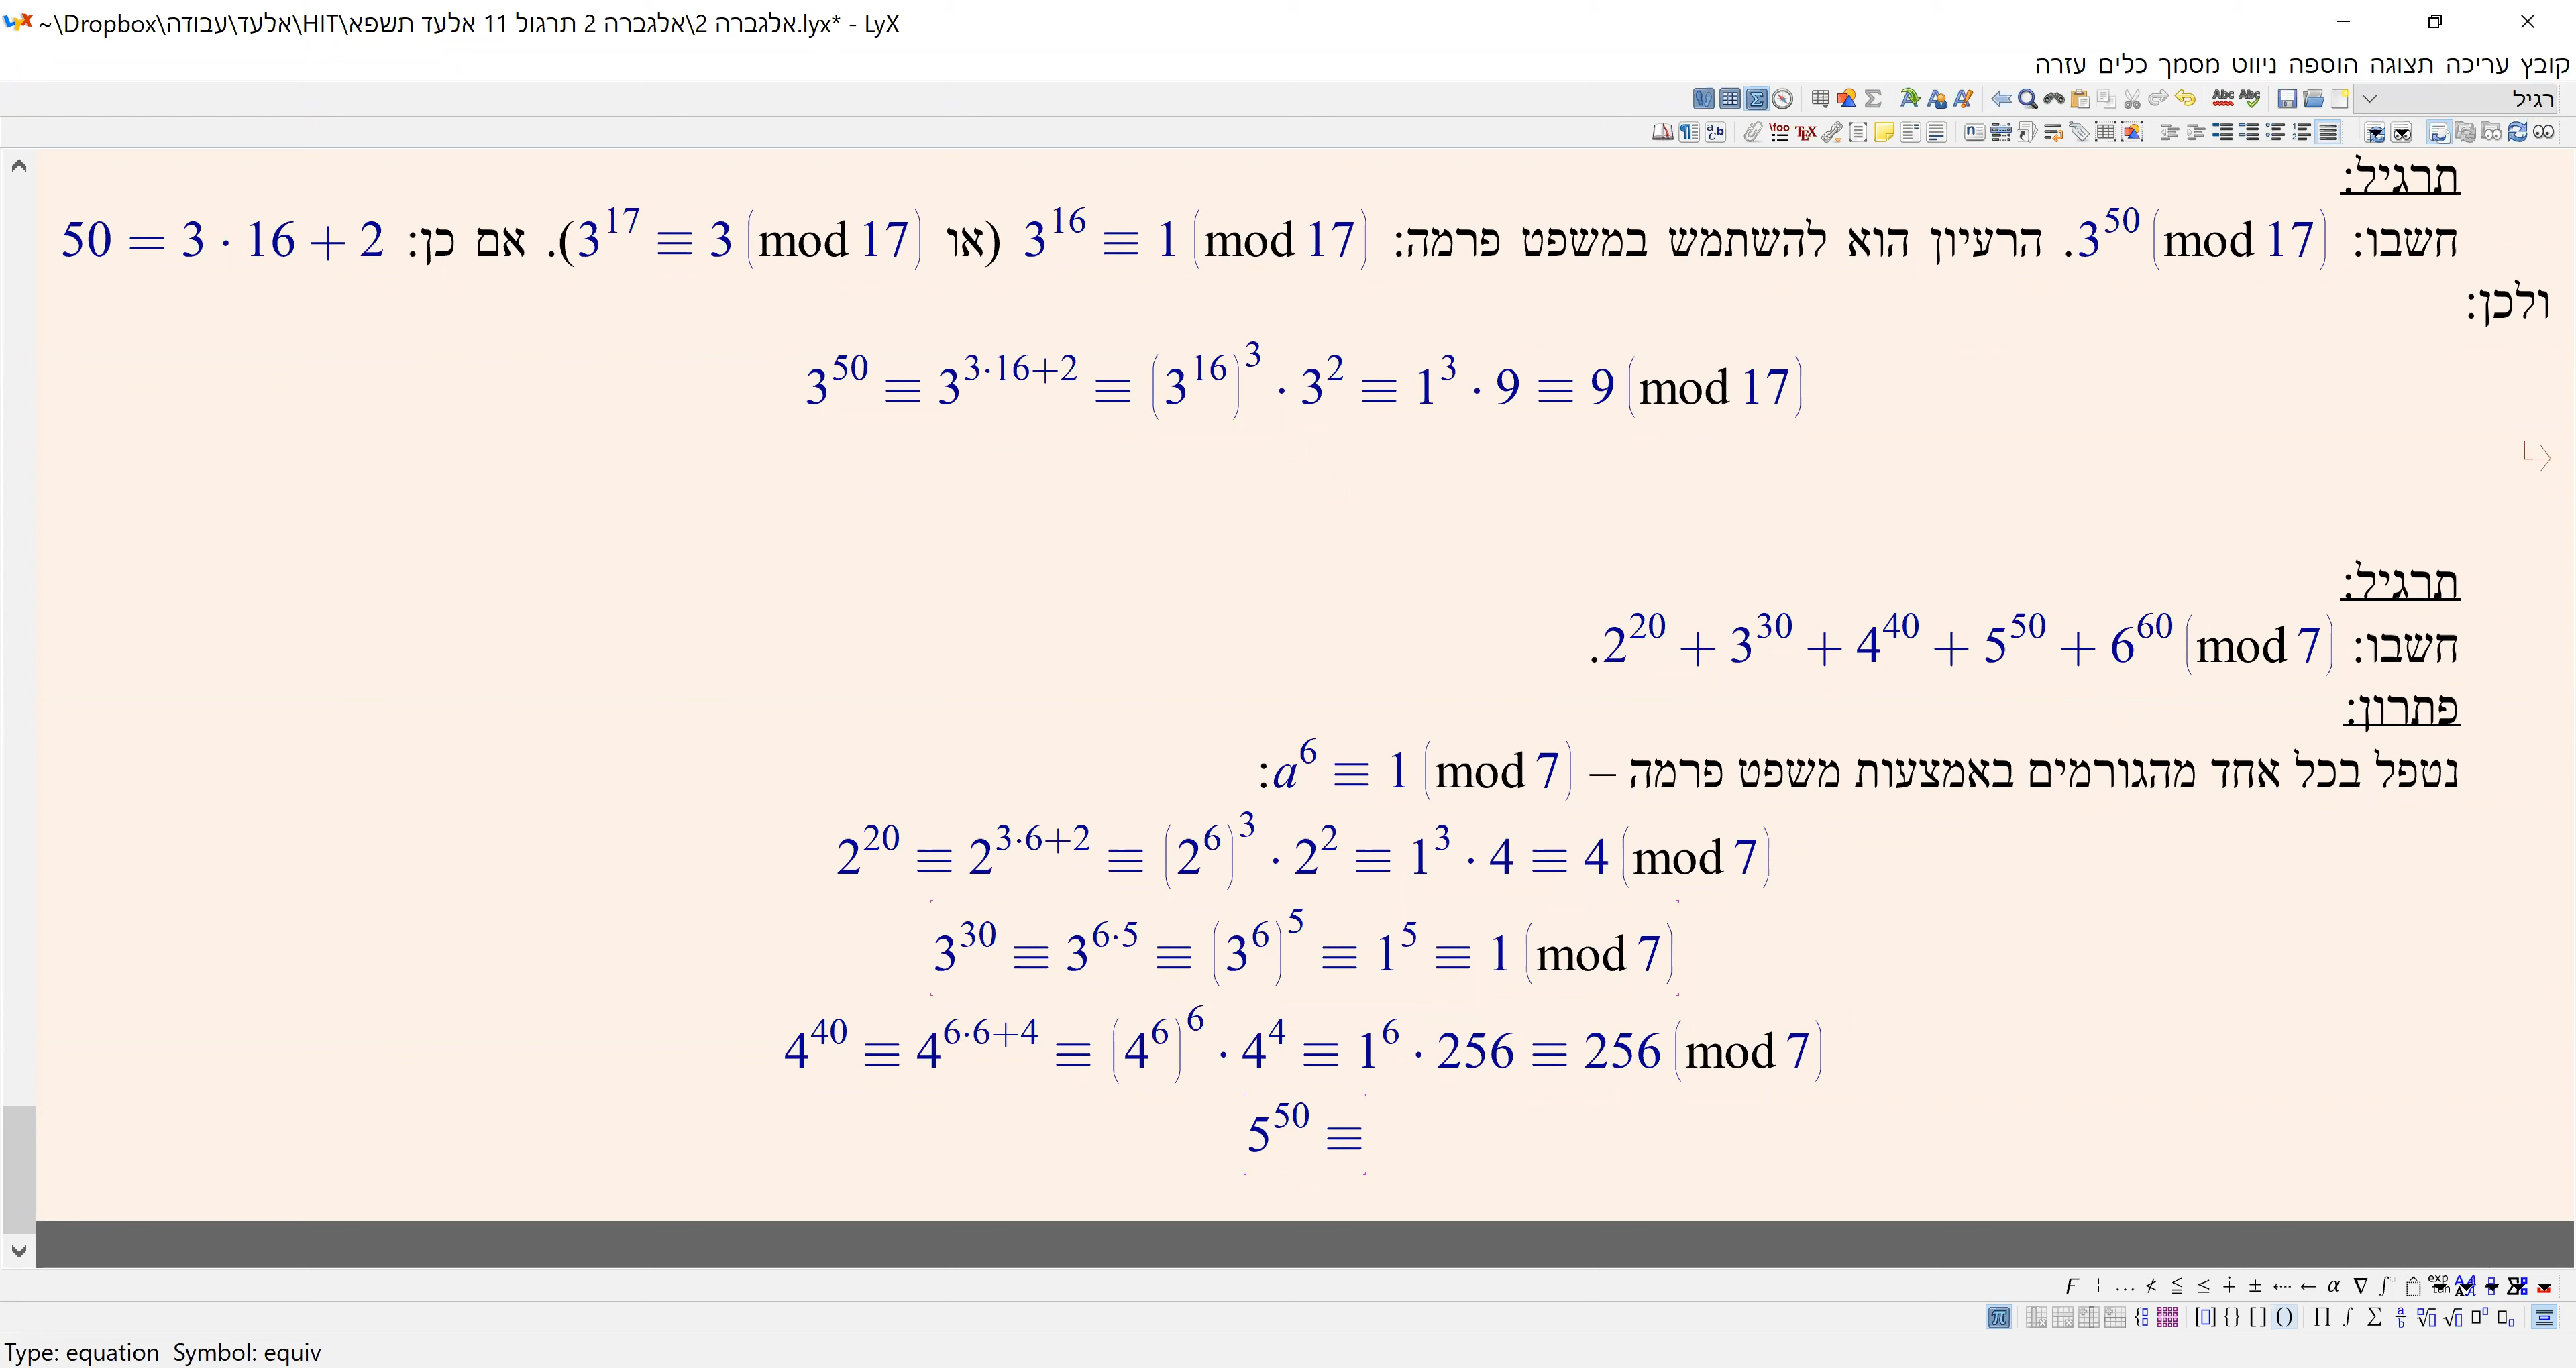 ~\Dropbox\אלעד\עבודה\HIT\אלגברה 2\אלגברה 2 תרגול 11 אלעד תשפא.lyx* - LyX
קובץ עריכה תצוגה הוספה ניווט מסמך כלים עזרה
רגיל
תרגיל:
חשבו: 3^50 (mod 17). הרעיון הוא להשתמש במשפט פרמה: 3^16 ≡ 1 (mod 17) (או 3^17 ≡ 3 (mod 17)). אם כן: 50 = 3 · 16 + 2
ולכן:
3^50 ≡ 3^{3·16+2} ≡ (3^16)^3 · 3^2 ≡ 1^3 · 9 ≡ 9 (mod 17)
תרגיל:
חשבו: 2^20 + 3^30 + 4^40 + 5^50 + 6^60 (mod 7).
פתרון:
נטפל בכל אחד מהגורמים באמצעות משפט פרמה – a^6 ≡ 1 (mod 7):
2^20 ≡ 2^{3·6+2} ≡ (2^6)^3 · 2^2 ≡ 1^3 · 4 ≡ 4 (mod 7)
3^30 ≡ 3^{6·5} ≡ (3^6)^5 ≡ 1^5 ≡ 1 (mod 7)
4^40 ≡ 4^{6·6+4} ≡ (4^6)^6 · 4^4 ≡ 1^6 · 256 ≡ 256 (mod 7)
5^50 ≡
Type: equation Symbol: equiv